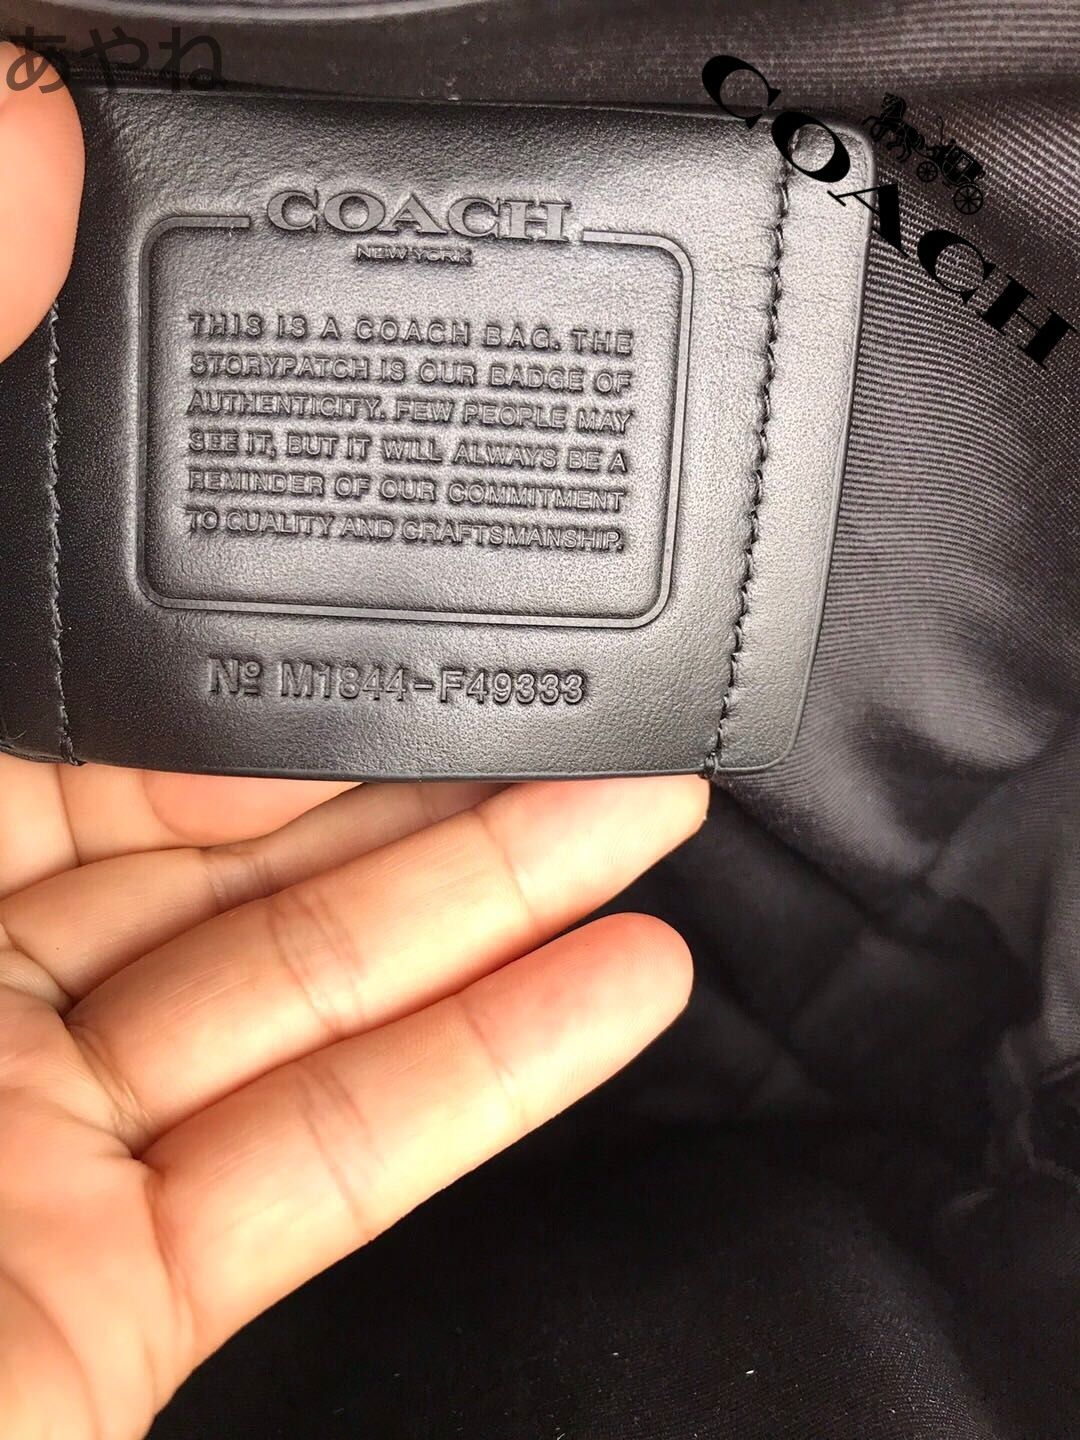 あやね
COACH
COACH
NEW YORK
THIS IS A COACH BAG. THE
STORYPATCH IS OUR BADGE OF
AUTHENTICITY. FEW PEOPLE MAY
SEE IT, BUT IT WILL ALWAYS BE A
REMINDER OF OUR COMMITMENT
TO QUALITY AND CRAFTSMANSHIP.
Nº M1844-F49333